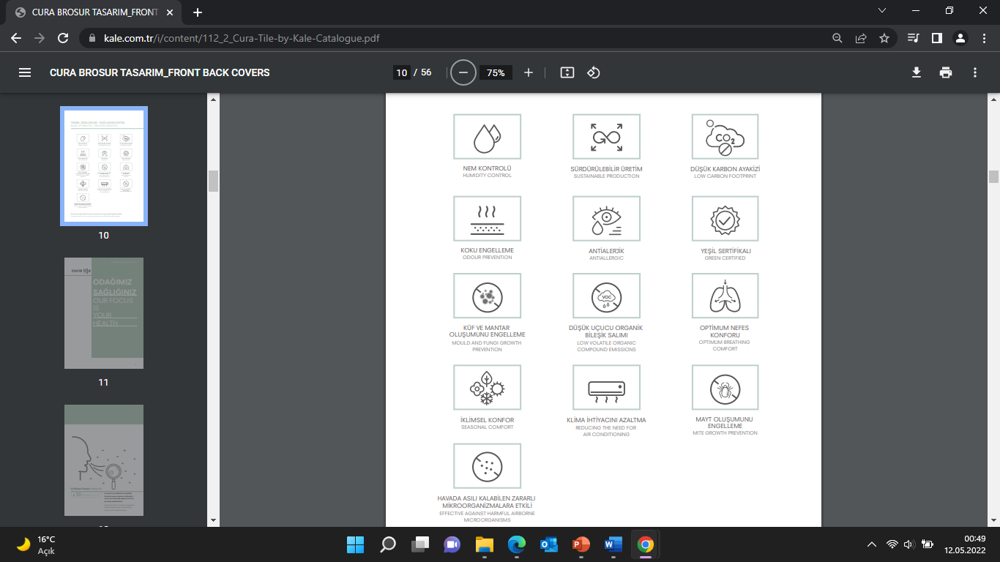 CURA BROSUR TASARIM_FRONT
kale.com.tr/i/content/112_2_Cura-Tile-by-Kale-Catalogue.pdf
CURA BROSUR TASARIM_FRONT BACK COVERS
10 / 56
75%
10
cura tile
ODAĞIMIZ
SAĞLIĞINIZ
OUR FOCUS
IS
YOUR
HEALTH
11
CO2
NEM KONTROLÜ
HUMIDITY CONTROL
SÜRDÜRÜLEBİLİR ÜRETİM
SUSTAINABLE PRODUCTION
DÜŞÜK KARBON AYAKİZİ
LOW CARBON FOOTPRINT
KOKU ENGELLEME
ODOUR PREVENTION
ANTİALERJİK
ANTIALLERGIC
YEŞİL SERTİFİKALI
GREEN CERTIFIED
VOC
KÜF VE MANTAR
OLUŞUMUNU ENGELLEME
MOULD AND FUNGI GROWTH
PREVENTION
DÜŞÜK UÇUCU ORGANİK
BİLEŞİK SALIMI
LOW VOLATILE ORGANIC
COMPOUND EMISSIONS
OPTİMUM NEFES
KONFORU
OPTIMUM BREATHING
COMFORT
İKLİMSEL KONFOR
SEASONAL COMFORT
KLİMA İHTİYACINI AZALTMA
REDUCING THE NEED FOR
AIR CONDITIONING
MAYT OLUŞUMUNU
ENGELLEME
MITE GROWTH PREVENTION
HAVADA ASILI KALABİLEN ZARARLI
MİKROORGANİZMALARA ETKİLİ
EFFECTIVE AGAINST HARMFUL AIRBORNE
MICROORGANISMS
16°C
Açık
00:49
12.05.2022